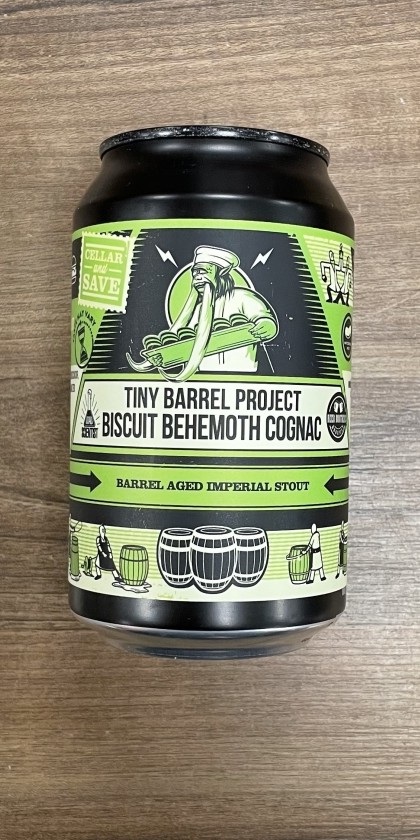 CELLAR
and
SAVE
TINY BARREL PROJECT
BISCUIT BEHEMOTH COGNAC
BARREL AGED IMPERIAL STOUT